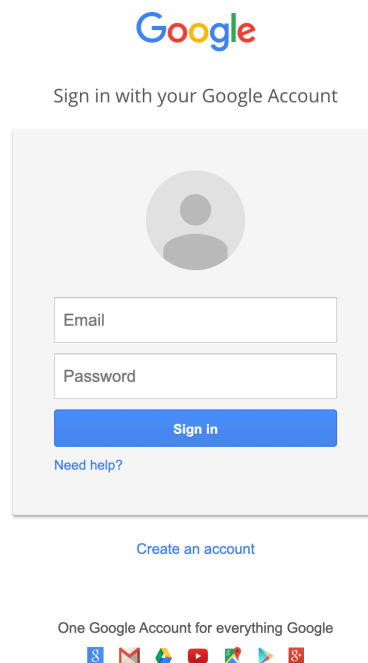 Google
Sign in with your Google Account
Email
Password
Sign in
Need help?
Create an account
One Google Account for everything Google